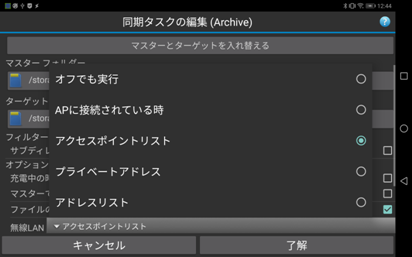 12:44
同期タスクの編集 (Archive)
マスターとターゲットを入れ替える
マスター フォルダー
/stora
ターゲット
/stora
フィルター
サブディレ
オプション
充電中の時
マスターで
ファイルの
無線LAN
オフでも実行
APに接続されている時
アクセスポイントリスト
プライベートアドレス
アドレスリスト
アクセスポイントリスト
キャンセル
了解